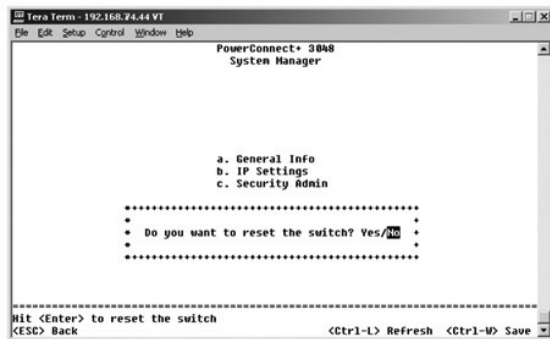 Tera Term - 192.168.74.44 VT
File Edit Setup Control Window Help
PowerConnect+ 3048
System Manager
a. General Info
b. IP Settings
c. Security Admin
Do you want to reset the switch? Yes/No
Hit <Enter> to reset the switch
<ESC> Back <Ctrl-L> Refresh <Ctrl-W> Save